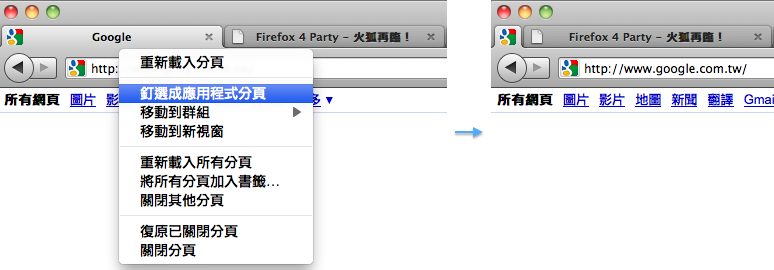 Google
Firefox 4 Party - 火狐再臨！
http:
所有網頁 圖片 多 ▼
重新載入分頁
釘選成應用程式分頁
移動到群組
移動到新視窗
重新載入所有分頁
將所有分頁加入書籤...
關閉其他分頁
復原已關閉分頁
關閉分頁
Firefox 4 Party - 火狐再臨！
http://www.google.com.tw/
所有網頁 圖片 影片 地圖 新聞 翻譯 Gmai